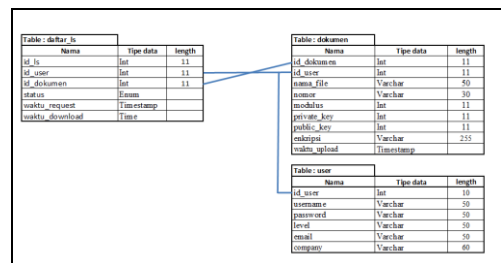 Table : daftar_ls
Nama Tipe data length
id_ls Int 11
id_user Int 11
id_dokumen Int 11
status Enum
waktu_request Timestamp
waktu_download Time
Table : dokumen
Nama Tipe data length
id_dokumen Int 11
id_user Int 11
nama_file Varchar 50
nomor Varchar 30
modulus Int 11
private_key Int 11
public_key Int 11
enkripsi Varchar 255
waktu_upload Timestamp
Table : user
Nama Tipe data length
id_user Int 10
username Varchar 50
password Varchar 50
level Varchar 50
email Varchar 50
company Varchar 60